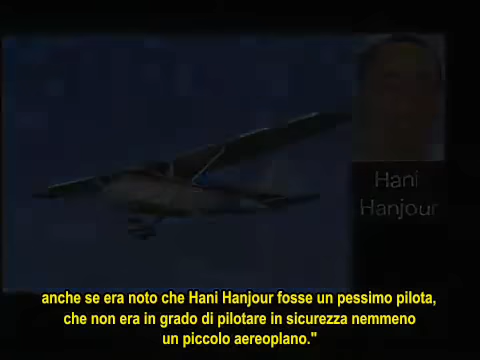 Hani
Hanjour
anche se era noto che Hani Hanjour fosse un pessimo pilota,
che non era in grado di pilotare in sicurezza nemmeno
un piccolo aereoplano."